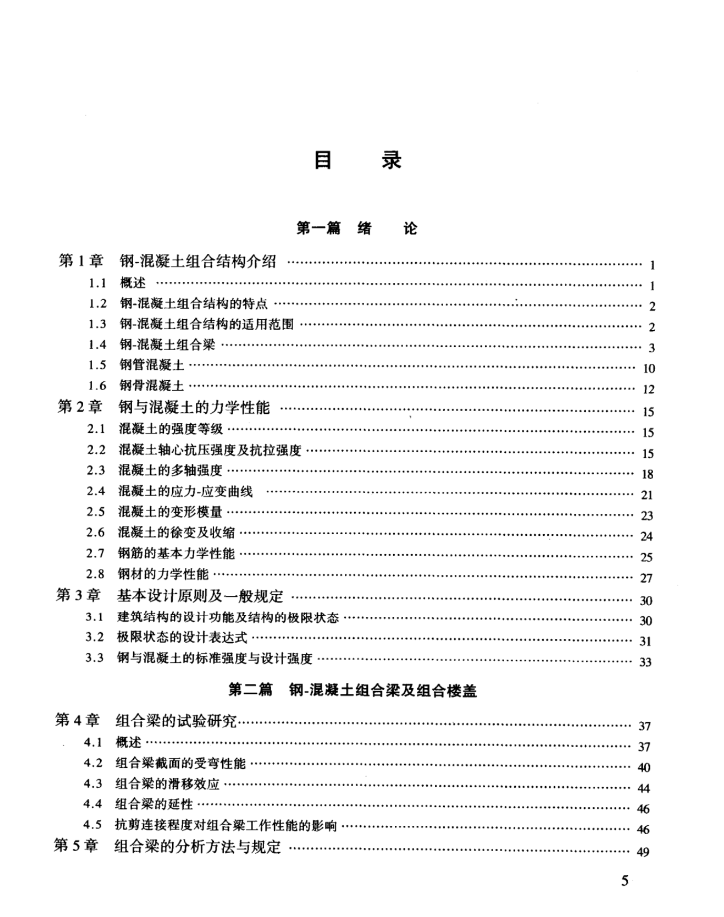 目 录
第一篇 绪 论
第1章 钢-混凝土组合结构介绍 …… 1
1.1 概述 …… 1
1.2 钢-混凝土组合结构的特点 …… 2
1.3 钢-混凝土组合结构的适用范围 …… 2
1.4 钢-混凝土组合梁 …… 3
1.5 钢管混凝土 …… 10
1.6 钢骨混凝土 …… 12
第2章 钢与混凝土的力学性能 …… 15
2.1 混凝土的强度等级 …… 15
2.2 混凝土轴心抗压强度及抗拉强度 …… 15
2.3 混凝土的多轴强度 …… 18
2.4 混凝土的应力-应变曲线 …… 21
2.5 混凝土的变形模量 …… 23
2.6 混凝土的徐变及收缩 …… 24
2.7 钢筋的基本力学性能 …… 25
2.8 钢材的力学性能 …… 27
第3章 基本设计原则及一般规定 …… 30
3.1 建筑结构的设计功能及结构的极限状态 …… 30
3.2 极限状态的设计表达式 …… 31
3.3 钢与混凝土的标准强度与设计强度 …… 33
第二篇 钢-混凝土组合梁及组合楼盖
第4章 组合梁的试验研究 …… 37
4.1 概述 …… 37
4.2 组合梁截面的受弯性能 …… 40
4.3 组合梁的滑移效应 …… 44
4.4 组合梁的延性 …… 46
4.5 抗剪连接程度对组合梁工作性能的影响 …… 46
第5章 组合梁的分析方法与规定 …… 49
5